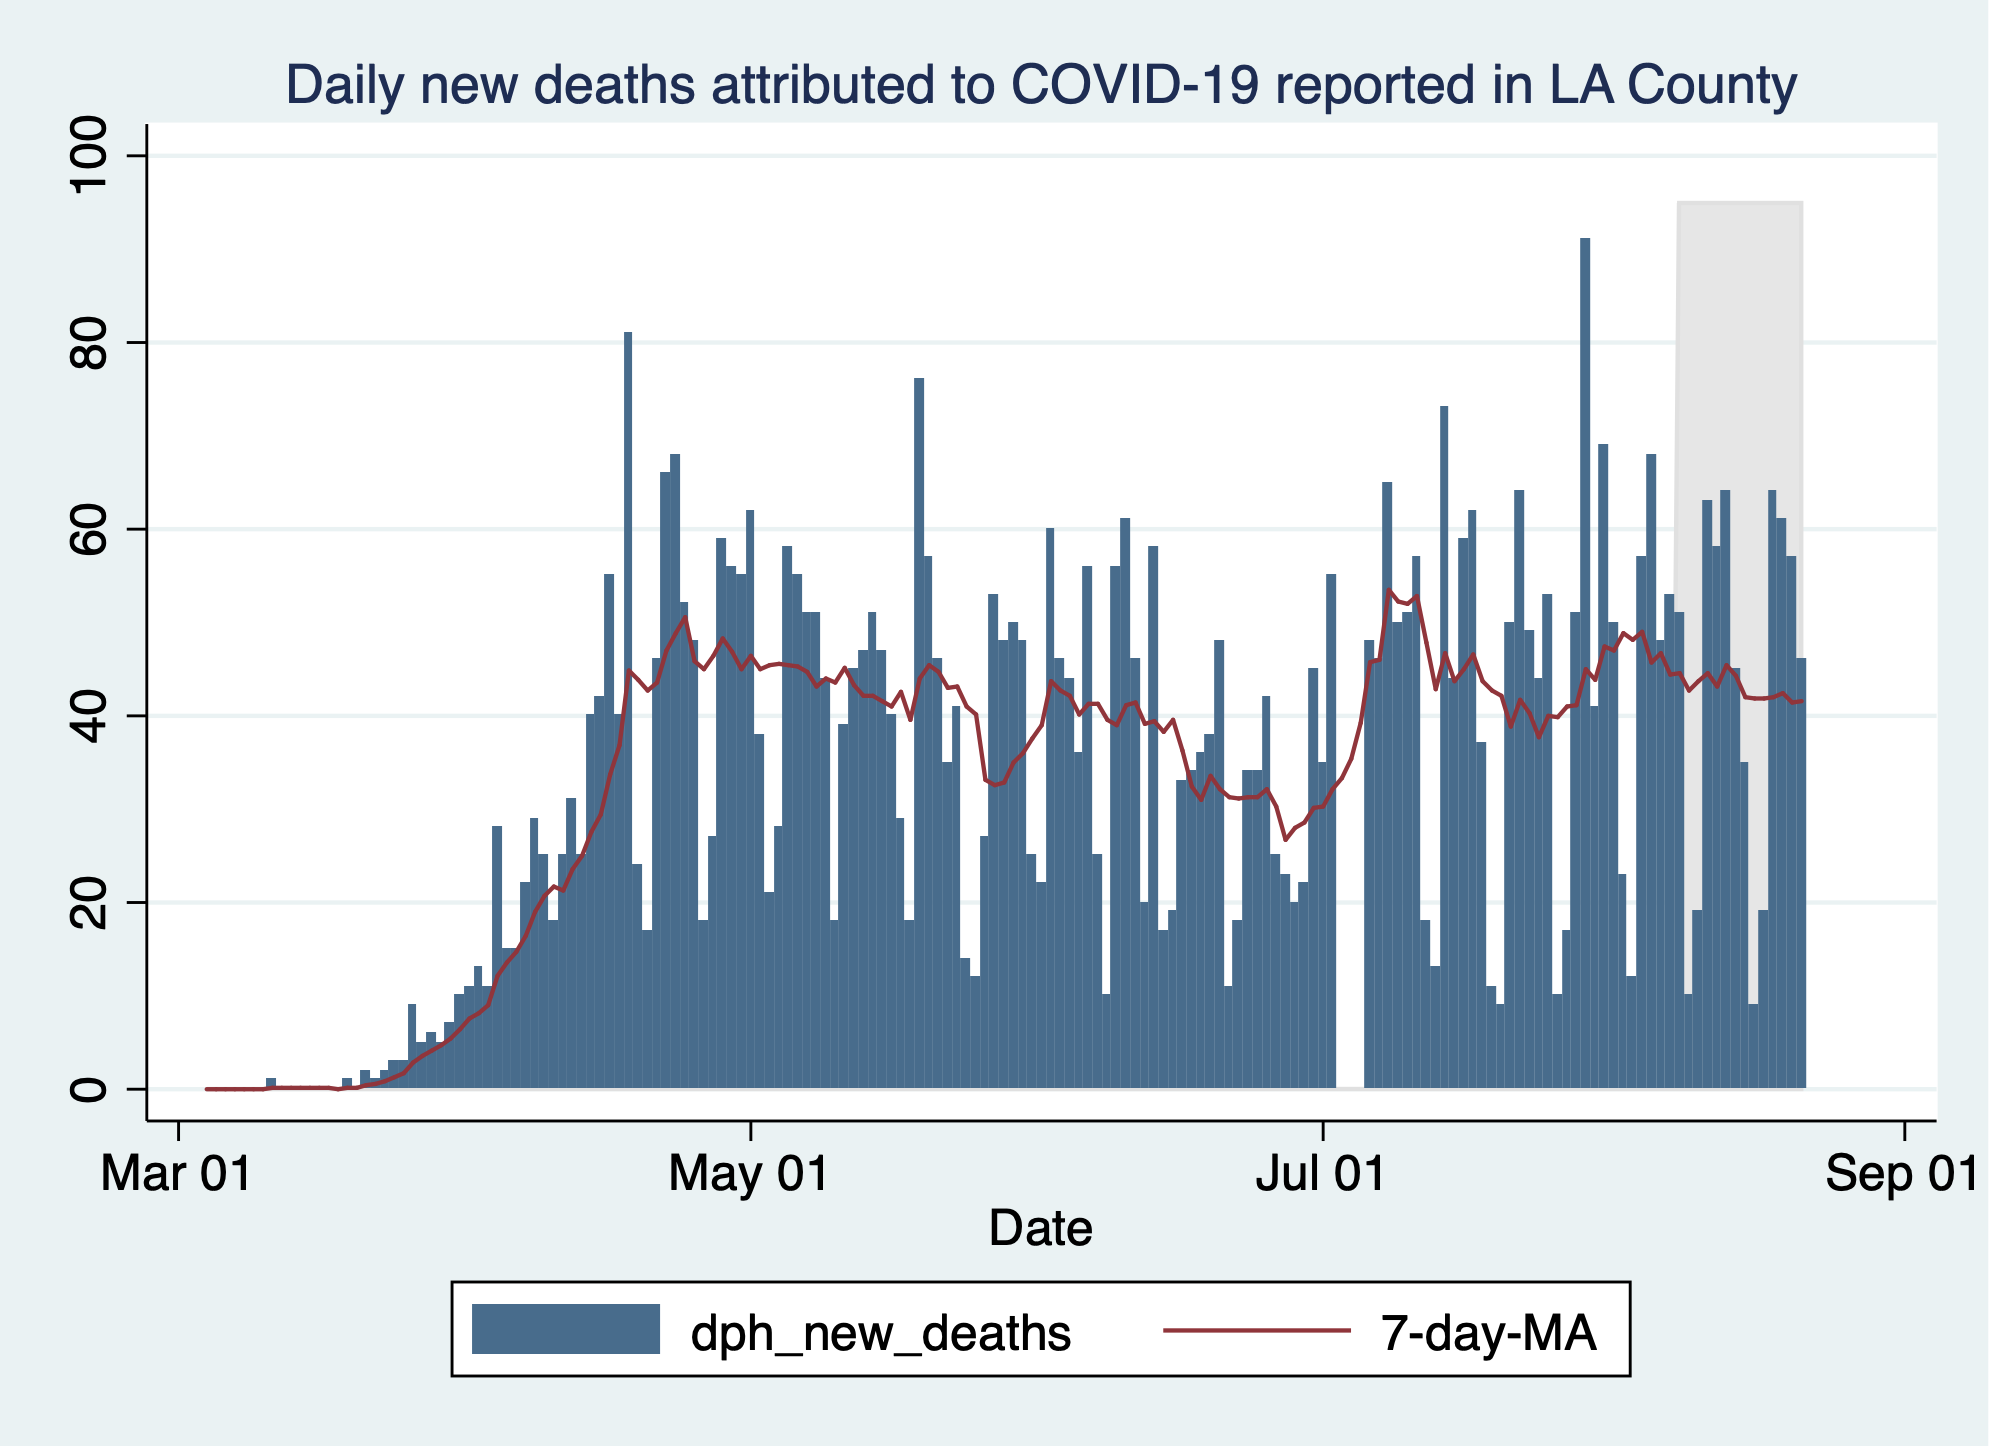 Daily new deaths attributed to COVID-19 reported in LA County
100
80
60
40
20
0
Mar 01 May 01 Jul 01 Sep 01
Date
dph_new_deaths 7-day-MA